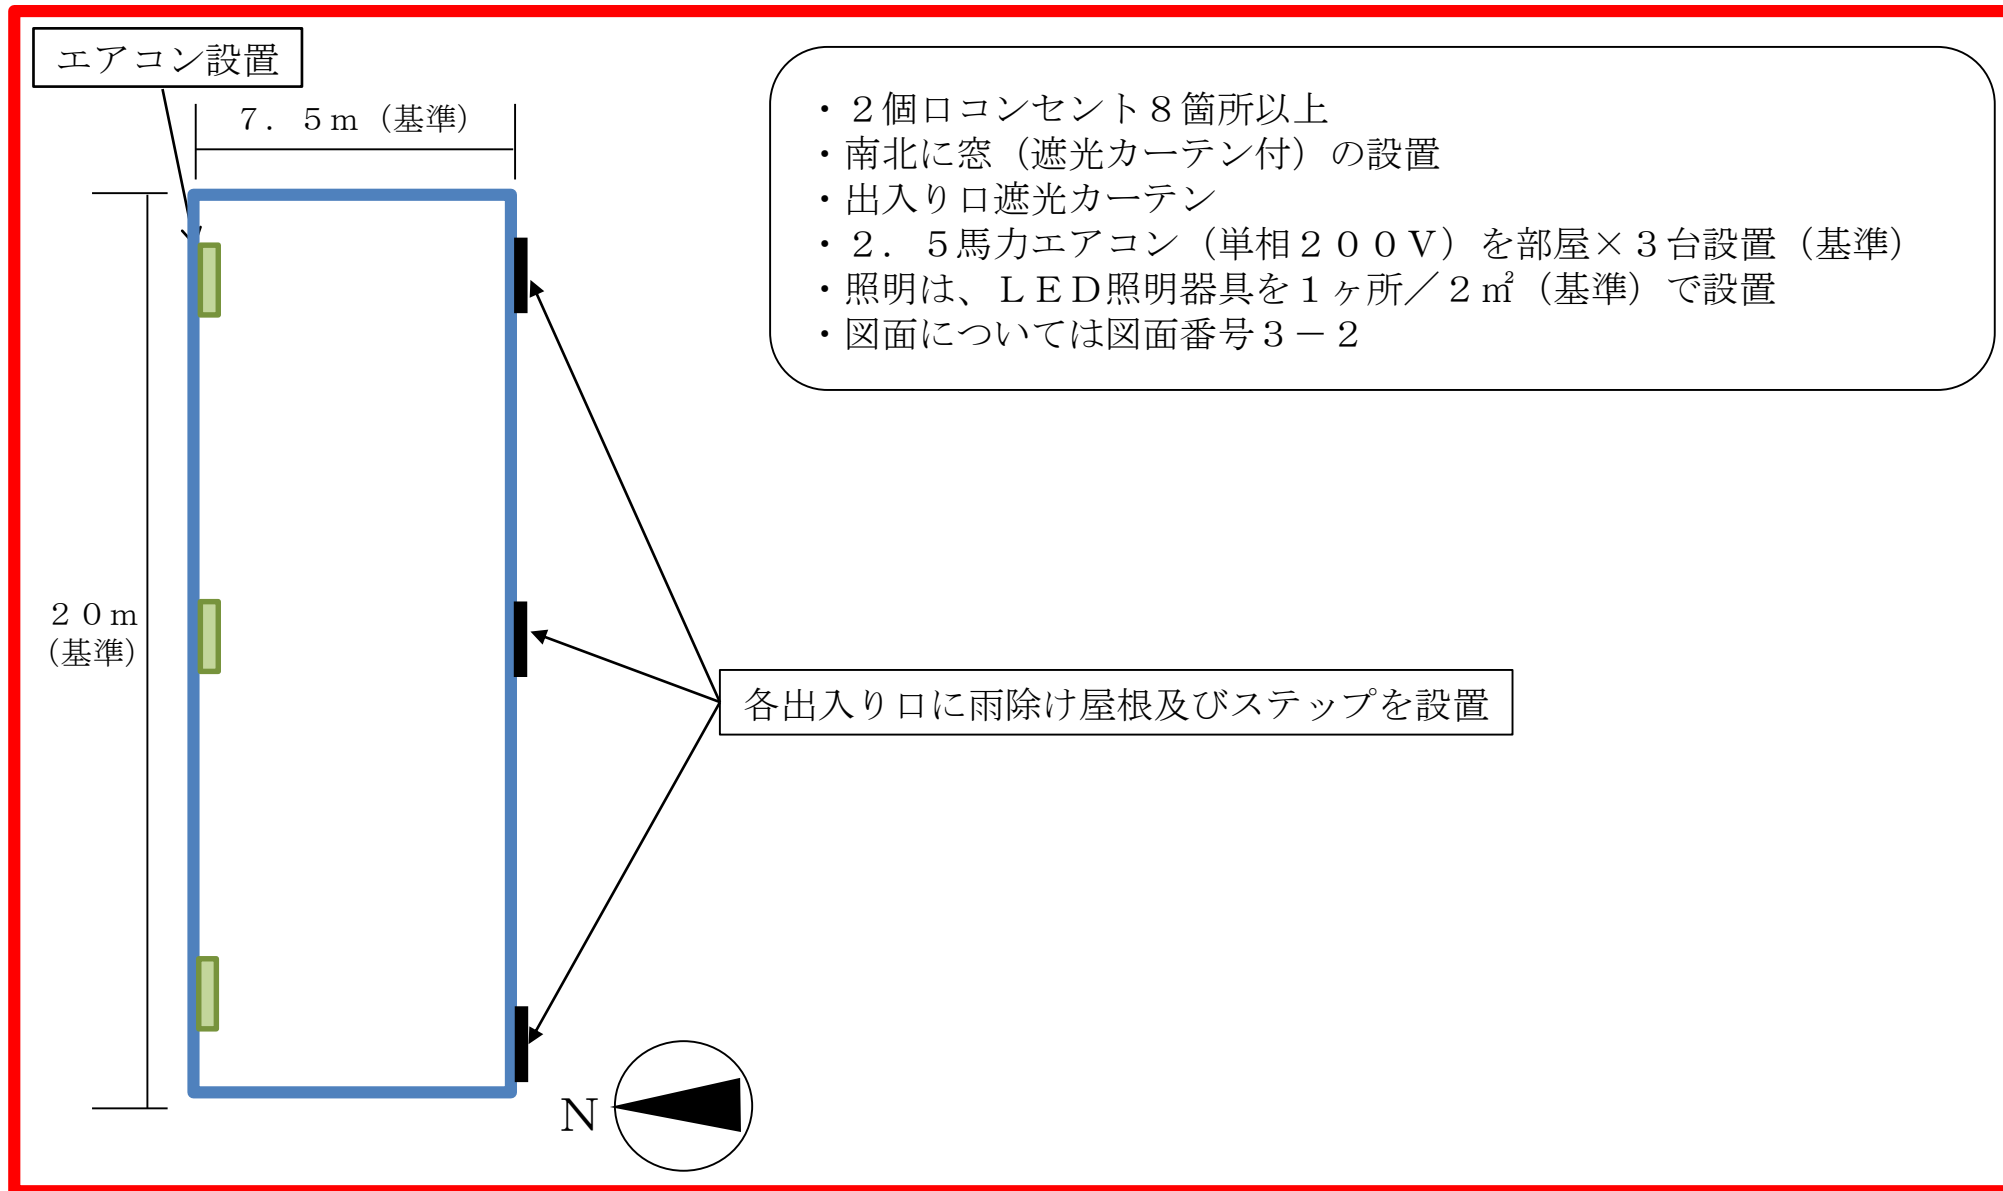 エアコン設置
７．５ｍ（基準）
・２個口コンセント８箇所以上
・南北に窓（遮光カーテン付）の設置
・出入り口遮光カーテン
・２．５馬力エアコン（単相２００Ｖ）を部屋×３台設置（基準）
・照明は、ＬＥＤ照明器具を１ヶ所／２㎡（基準）で設置
・図面については図面番号３－２
２０ｍ
（基準）
各出入り口に雨除け屋根及びステップを設置
Ｎ